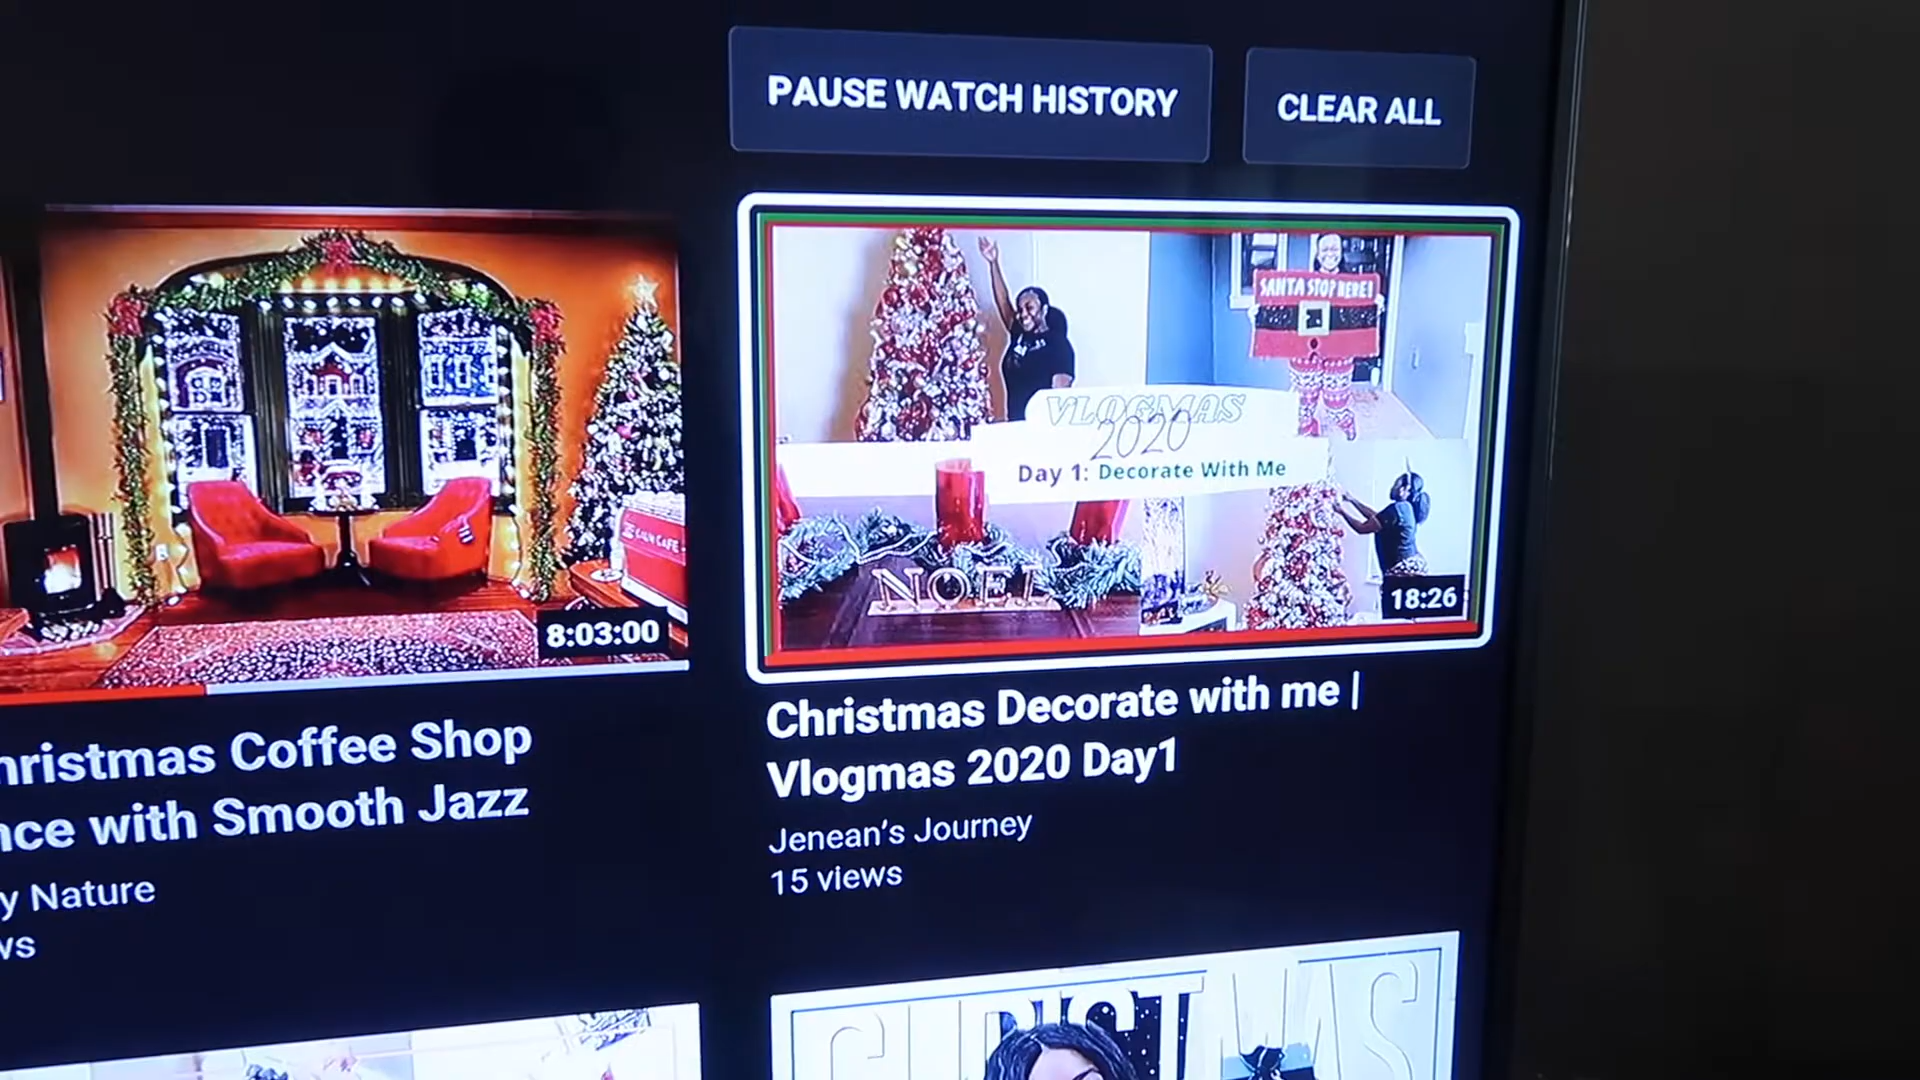 PAUSE WATCH HISTORY
CLEAR ALL
SANTA STOP HERE!
VLOGMAS
2020
Day 1: Decorate With Me
NOEL
18:26
8:03:00
hristmas Coffee Shop
nce with Smooth Jazz
y Nature
ws
Christmas Decorate with me |
Vlogmas 2020 Day1
Jenean's Journey
15 views
CHRISTMAS